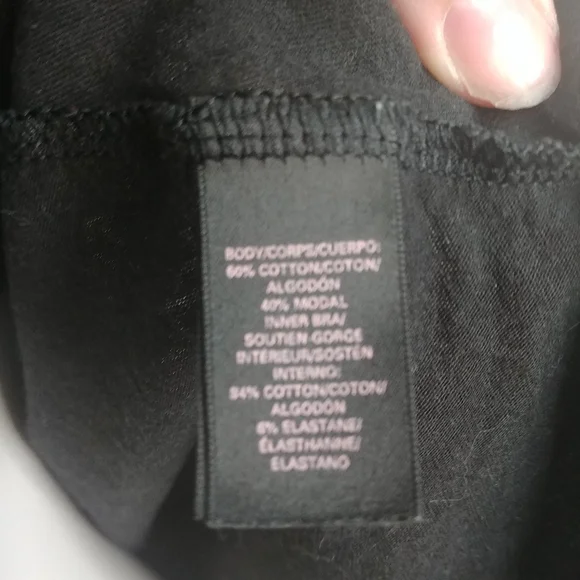 BODY/CORPS/CUERPO:
60% COTTON/COTON/
ALGODÓN
40% MODAL
INNER BRA/
SOUTIEN GORGE
INTÉRIEUR/SOSTÉN
INTERNO:
94% COTTON/COTON/
ALGODÓN
6% ELASTANE/
ÉLASTHANNE/
ELASTANO